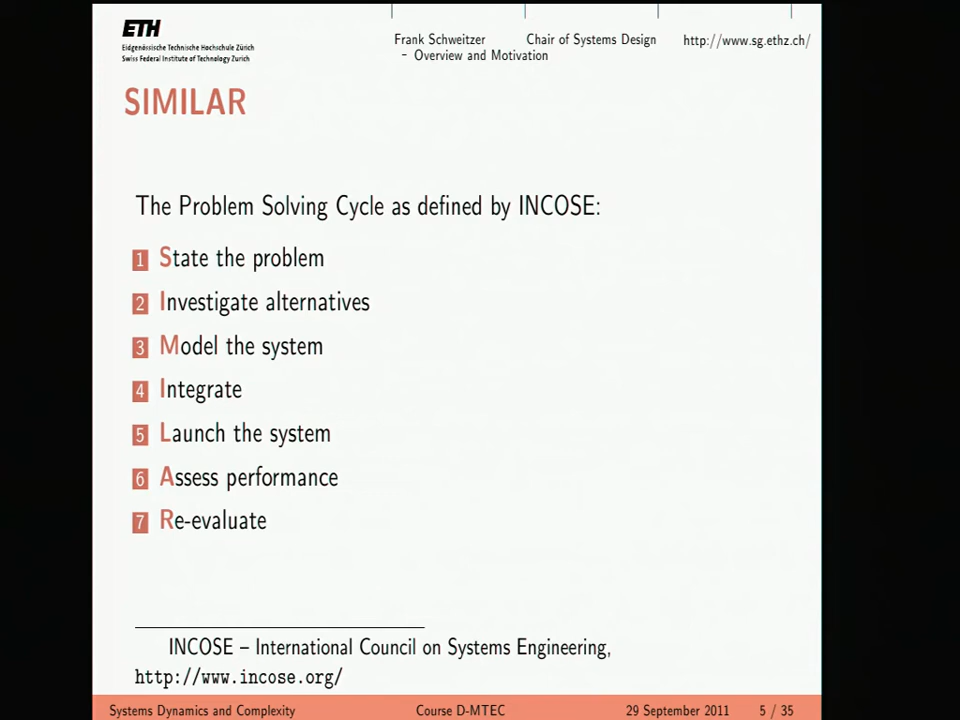 ETH
Eidgenössische Technische Hochschule Zürich
Swiss Federal Institute of Technology Zurich
Frank Schweitzer Chair of Systems Design http://www.sg.ethz.ch/
– Overview and Motivation
SIMILAR
The Problem Solving Cycle as defined by INCOSE:
1 State the problem
2 Investigate alternatives
3 Model the system
4 Integrate
5 Launch the system
6 Assess performance
7 Re-evaluate
INCOSE – International Council on Systems Engineering,
http://www.incose.org/
Systems Dynamics and Complexity Course D-MTEC 29 September 2011 5 / 35